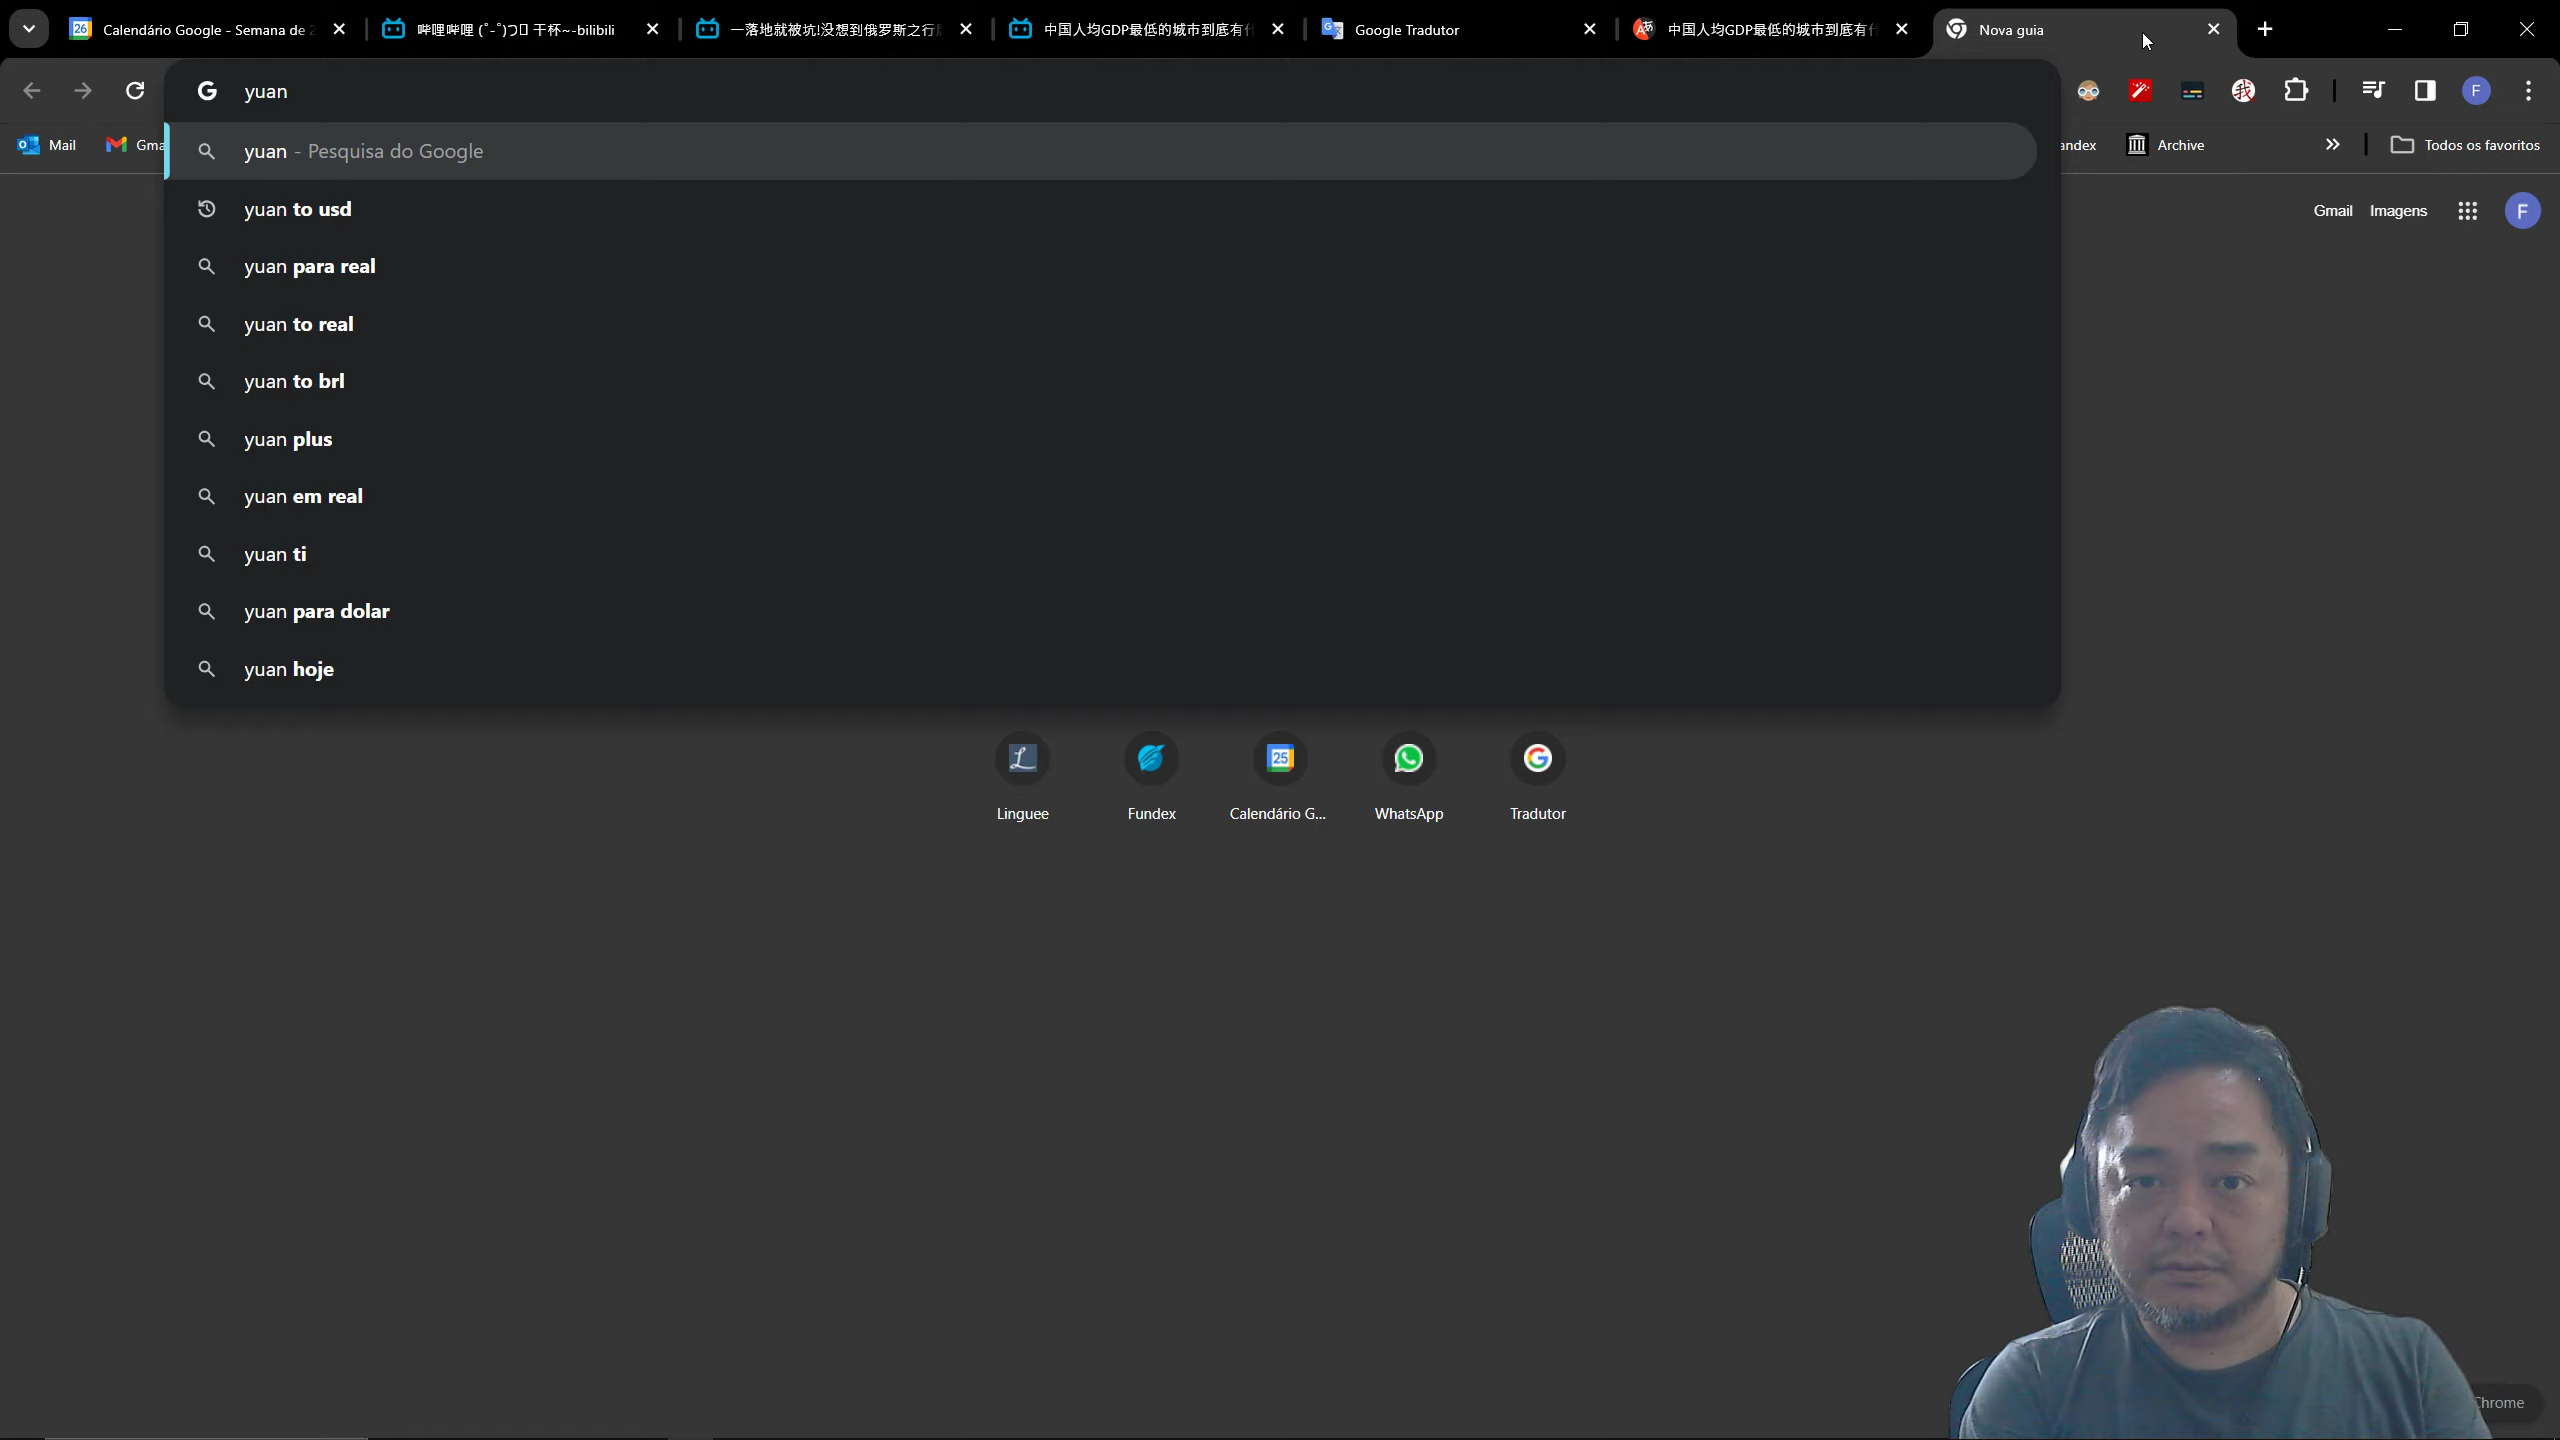 Calendário Google - Semana de 2
哔哩哔哩 (゜-゜)つロ 干杯~-bilibili
一落地就被坑!没想到俄罗斯之行
中国人均GDP最低的城市到底有什
Google Tradutor
中国人均GDP最低的城市到底有什
Nova guia
yuan
Mail
Gma
andex
Archive
Todos os favoritos
yuan - Pesquisa do Google
yuan to usd
Gmail
Imagens
F
yuan para real
yuan to real
yuan to brl
yuan plus
yuan em real
yuan ti
yuan para dolar
yuan hoje
Linguee
Fundex
Calendário G...
WhatsApp
Tradutor
Chrome